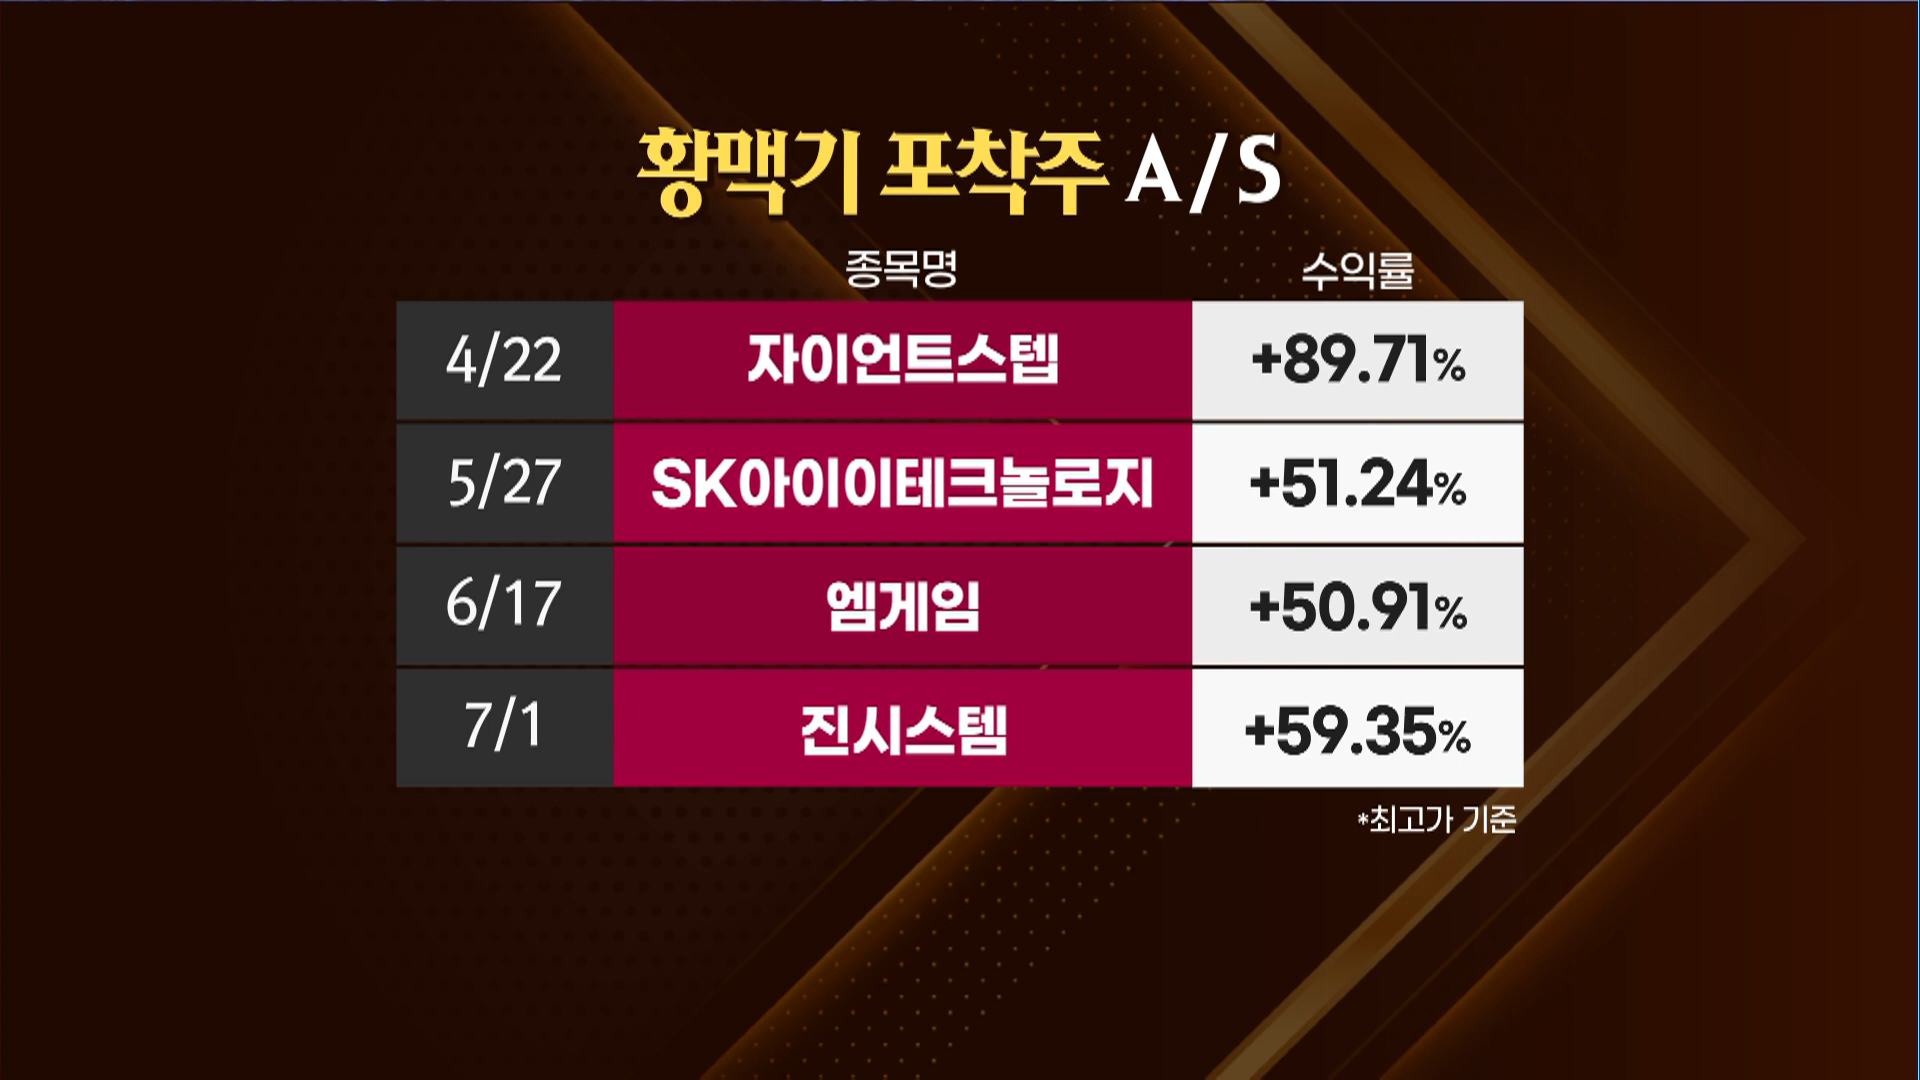 황맥기 포착주 A/S
종목명 수익률
4/22 자이언트스텝 +89.71%
5/27 SK아이이테크놀로지 +51.24%
6/17 엠게임 +50.91%
7/1 진시스템 +59.35%
*최고가 기준